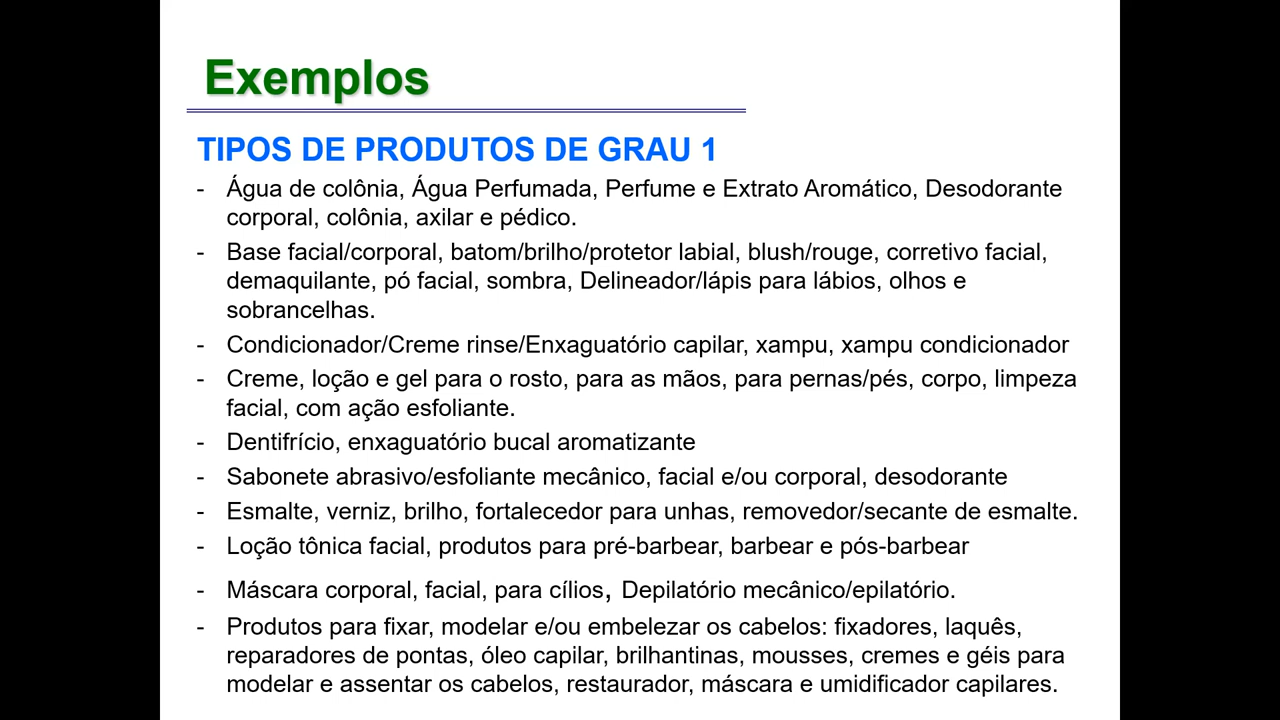 Exemplos
TIPOS DE PRODUTOS DE GRAU 1
- Água de colônia, Água Perfumada, Perfume e Extrato Aromático, Desodorante
corporal, colônia, axilar e pédico.
- Base facial/corporal, batom/brilho/protetor labial, blush/rouge, corretivo facial,
demaquilante, pó facial, sombra, Delineador/lápis para lábios, olhos e
sobrancelhas.
- Condicionador/Creme rinse/Enxaguatório capilar, xampu, xampu condicionador
- Creme, loção e gel para o rosto, para as mãos, para pernas/pés, corpo, limpeza
facial, com ação esfoliante.
- Dentifrício, enxaguatório bucal aromatizante
- Sabonete abrasivo/esfoliante mecânico, facial e/ou corporal, desodorante
- Esmalte, verniz, brilho, fortalecedor para unhas, removedor/secante de esmalte.
- Loção tônica facial, produtos para pré-barbear, barbear e pós-barbear
- Máscara corporal, facial, para cílios, Depilatório mecânico/epilatório.
- Produtos para fixar, modelar e/ou embelezar os cabelos: fixadores, laquês,
reparadores de pontas, óleo capilar, brilhantinas, mousses, cremes e géis para
modelar e assentar os cabelos, restaurador, máscara e umidificador capilares.